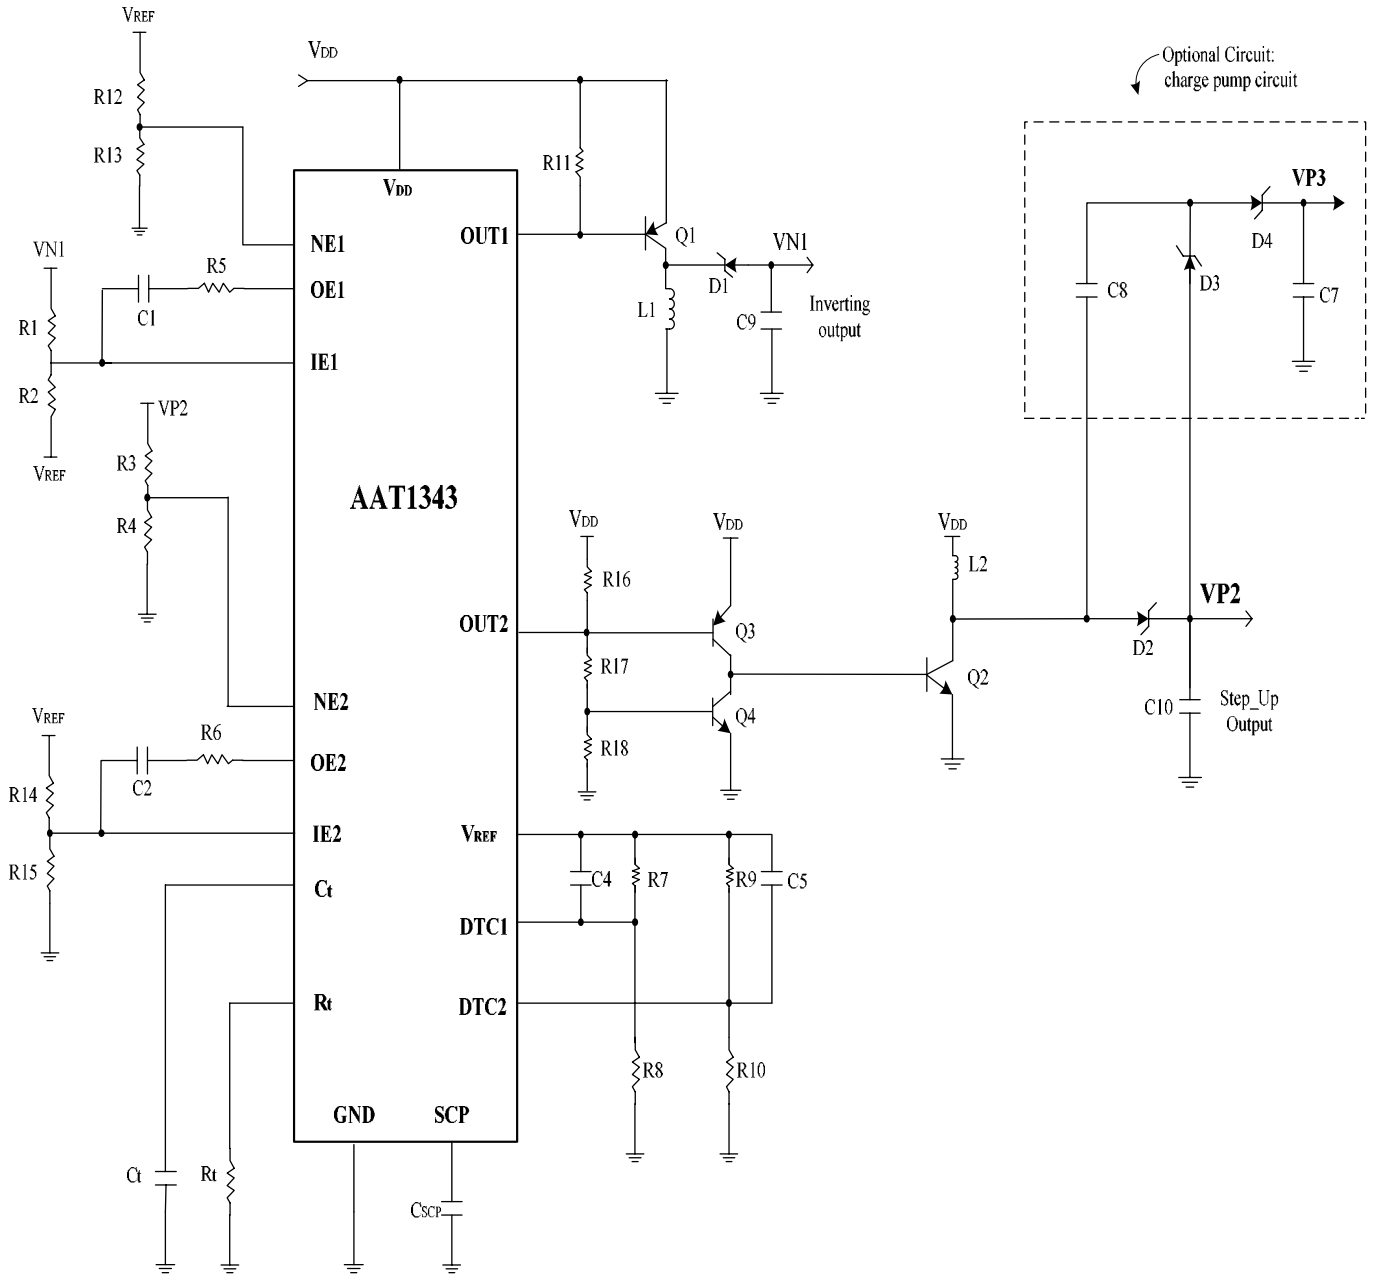 VREF
R12
R13
VDD
R11
VDD
NE1
OE1
IE1
OUT1
Q1
VN1
D1
L1
C9
Inverting
output
VN1
R5
C1
R1
R2
VREF
VP2
R3
R4
AAT1343
Optional Circuit:
charge pump circuit
VP3
D4
D3
C8
C7
VDD
VDD
VDD
R16
L2
OUT2
Q3
VP2
D2
R17
Q2
Q4
R18
C10
Step_Up
Output
NE2
VREF
R6
OE2
C2
R14
IE2
R15
VREF
C4
R7
R9
C5
Ct
DTC1
Rt
DTC2
R8
R10
GND
SCP
Ct
Rt
CSCP